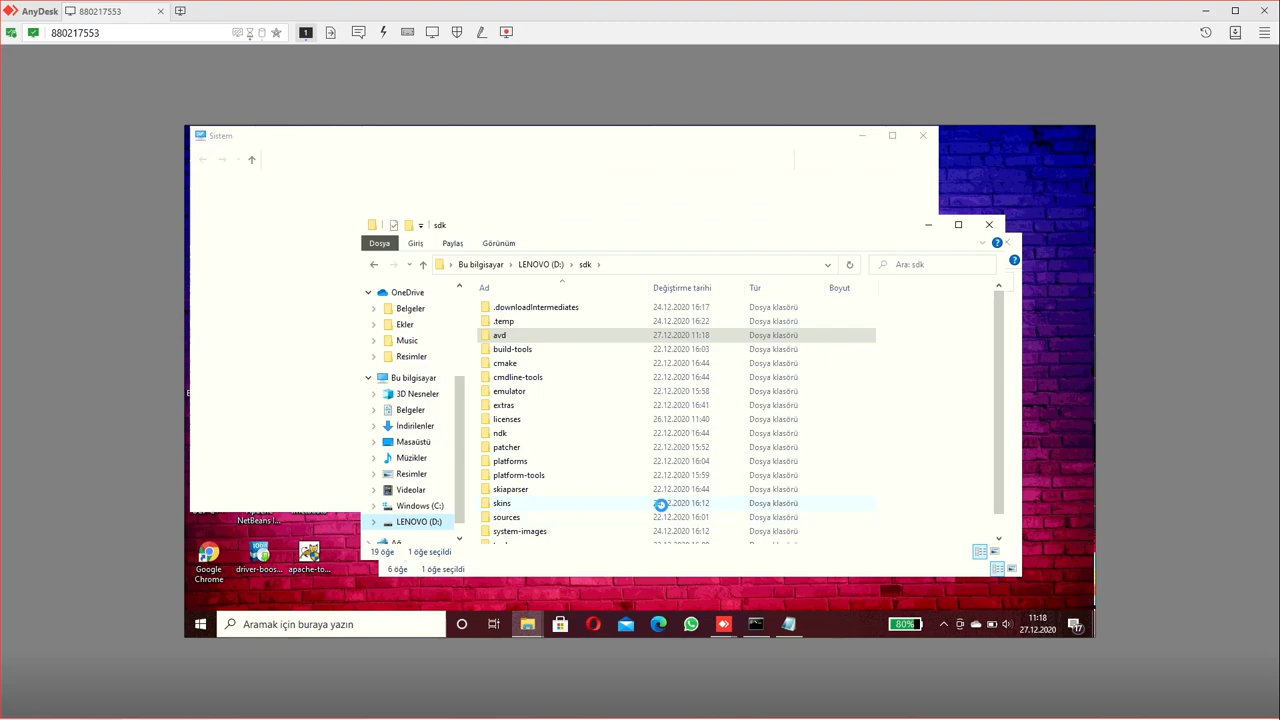 AnyDesk
880217553
880217553
1
Sistem
sdk
Dosya
Giriş
Paylaş
Görünüm
Bu bilgisayar
LENOVO (D:)
sdk
Ara: sdk
Ad
Değiştirme tarihi
Tür
Boyut
OneDrive
Belgeler
Ekler
Music
Resimler
Bu bilgisayar
3D Nesneler
Belgeler
İndirilenler
Masaüstü
Müzikler
Resimler
Videolar
Windows (C:)
LENOVO (D:)
.downloadIntermediates 24.12.2020 16:17 Dosya klasörü
.temp 24.12.2020 16:22 Dosya klasörü
avd 27.12.2020 11:18 Dosya klasörü
build-tools 22.12.2020 16:03 Dosya klasörü
cmake 22.12.2020 16:44 Dosya klasörü
cmdline-tools 22.12.2020 16:44 Dosya klasörü
emulator 22.12.2020 15:58 Dosya klasörü
extras 22.12.2020 16:41 Dosya klasörü
licenses 26.12.2020 11:40 Dosya klasörü
ndk 22.12.2020 16:44 Dosya klasörü
patcher 22.12.2020 15:52 Dosya klasörü
platforms 22.12.2020 16:04 Dosya klasörü
platform-tools 22.12.2020 15:59 Dosya klasörü
skiaparser 22.12.2020 16:44 Dosya klasörü
skins .12.2020 16:12 Dosya klasörü
sources 22.12.2020 16:01 Dosya klasörü
system-images 24.12.2020 16:12 Dosya klasörü
19 öğe 1 öğe seçildi
6 öğe 1 öğe seçildi
NetBeans I...
Google
Chrome
driver-boos...
apache-to...
Aramak için buraya yazın
80%
11:18
27.12.2020
17